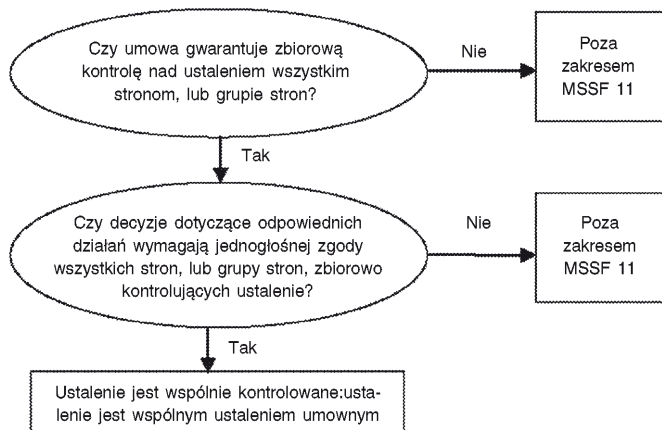 Czy umowa gwarantuje zbiorową
kontrolę nad ustaleniem wszystkim
stronom, lub grupie stron?
Nie
Poza
zakresem
MSSF 11
Tak
Czy decyzje dotyczące odpowiednich
działań wymagają jednogłośnej zgody
wszystkich stron, lub grupy stron, zbiorowo
kontrolujących ustalenie?
Nie
Poza
zakresem
MSSF 11
Tak
Ustalenie jest wspólnie kontrolowane:usta-
lenie jest wspólnym ustaleniem umownym